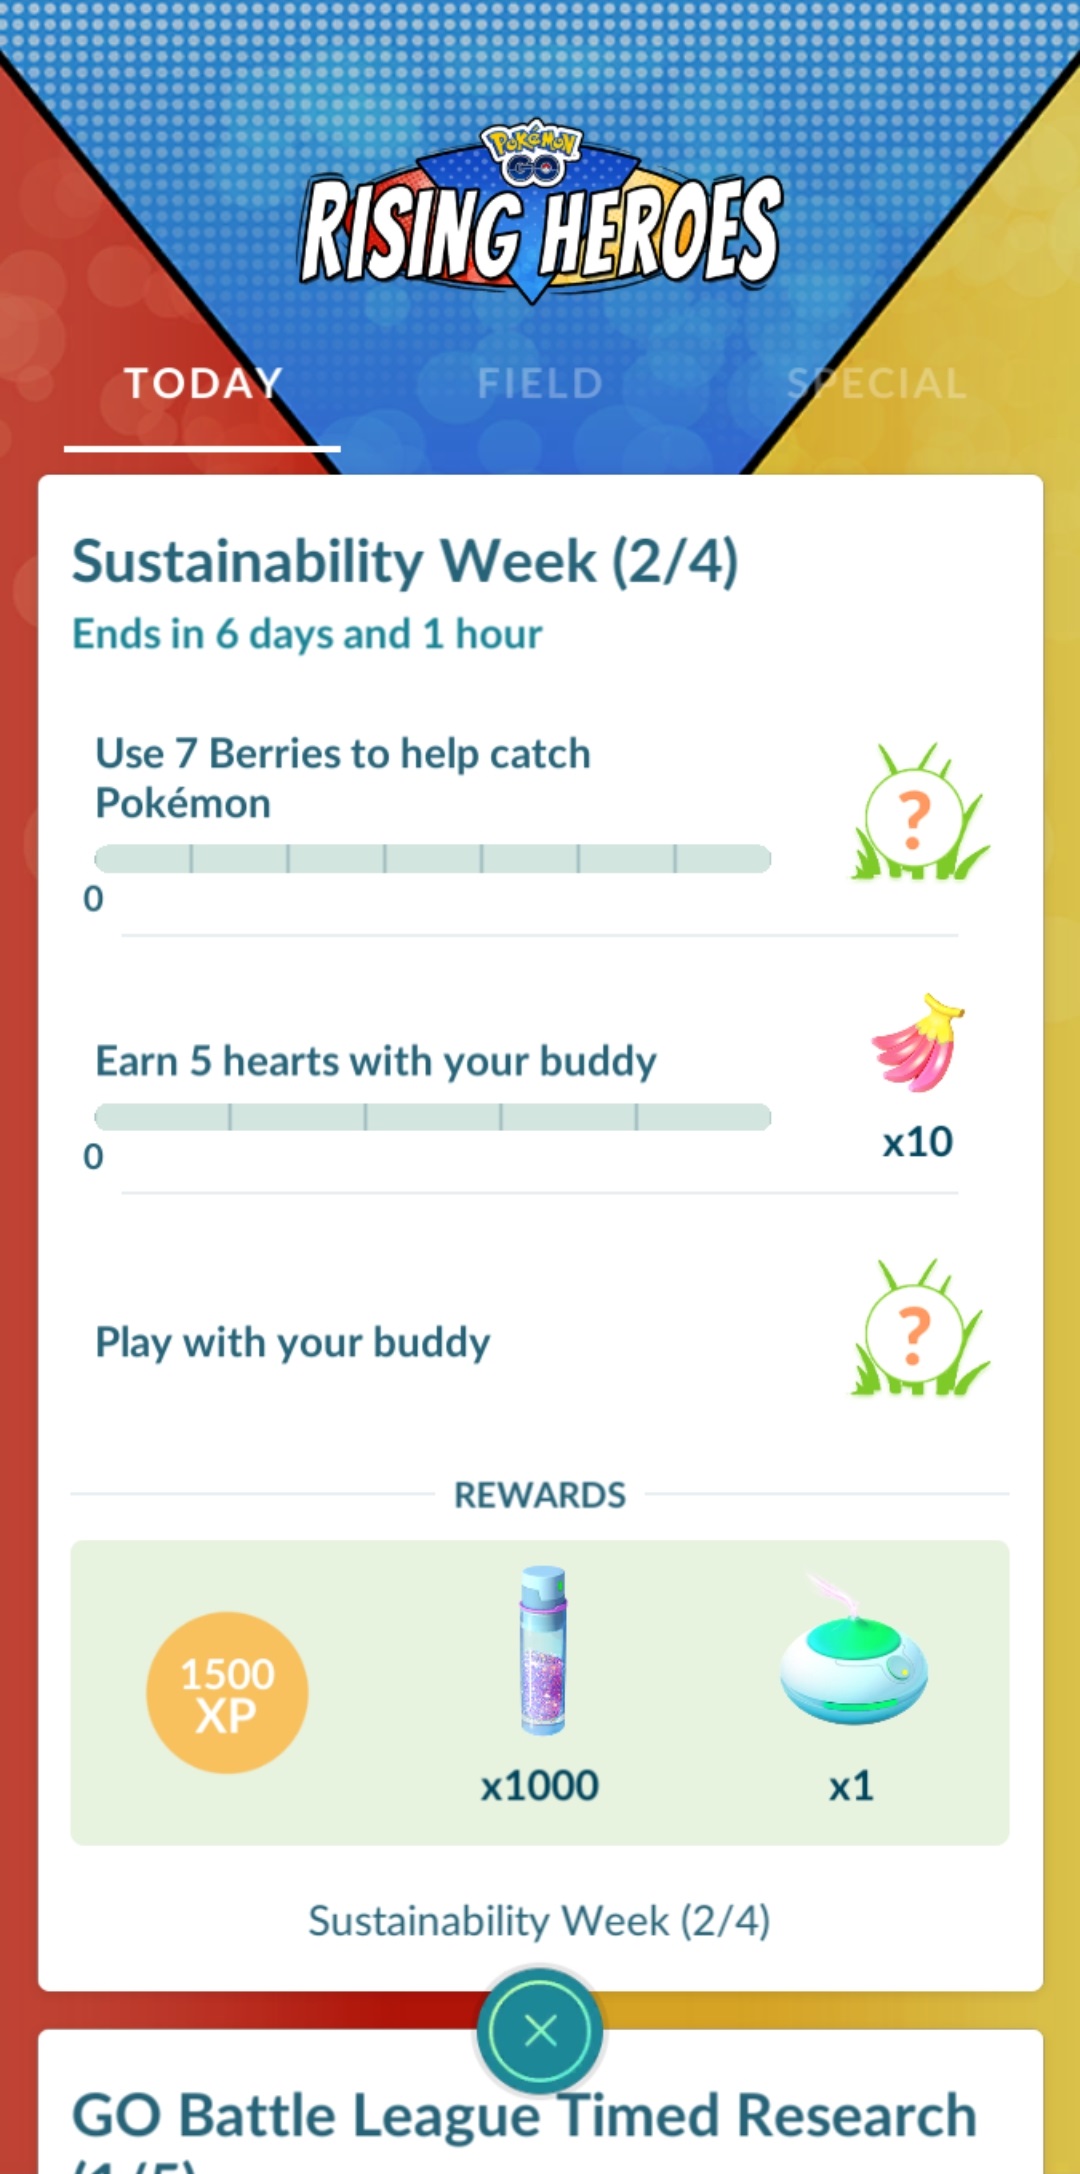 Pokémon
GO
RISING HEROES
TODAY FIELD SPECIAL
Sustainability Week (2/4)
Ends in 6 days and 1 hour
Use 7 Berries to help catch
Pokémon
?
0
Earn 5 hearts with your buddy
x10
0
Play with your buddy
?
REWARDS
1500
XP
x1000
x1
Sustainability Week (2/4)
GO Battle League Timed Research
(1/5)